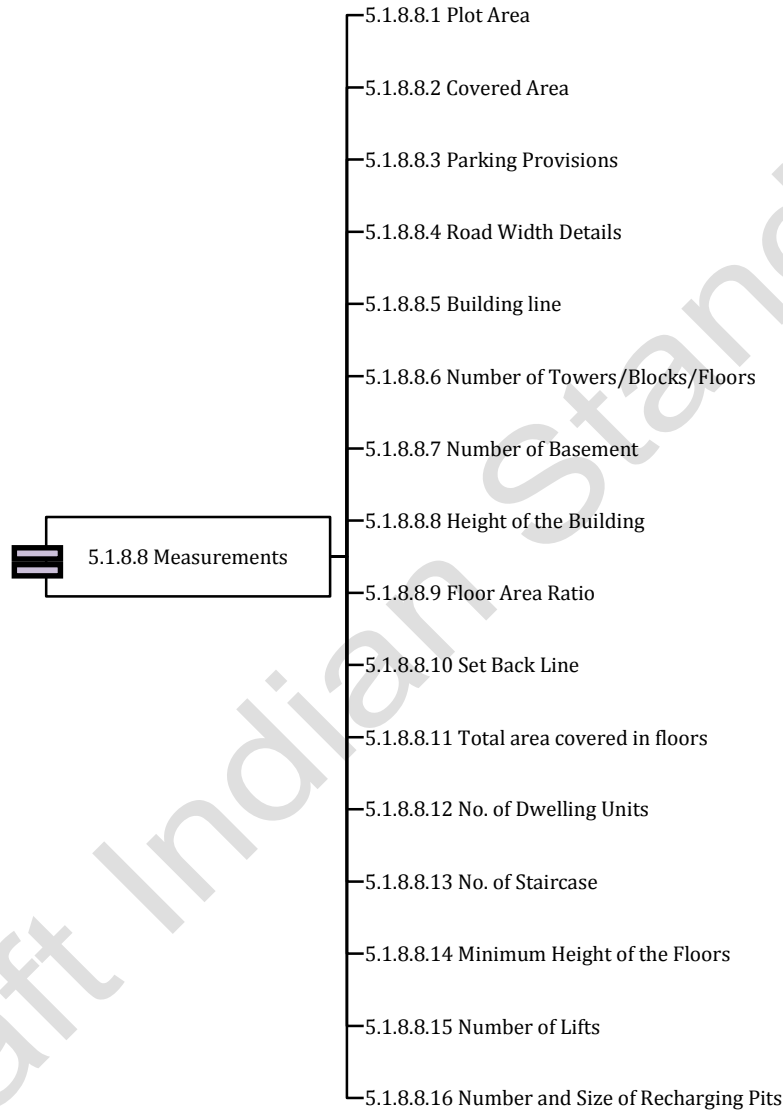 5.1.8.8.1 Plot Area
5.1.8.8.2 Covered Area
5.1.8.8.3 Parking Provisions
5.1.8.8.4 Road Width Details
5.1.8.8.5 Building line
5.1.8.8.6 Number of Towers/Blocks/Floors
5.1.8.8.7 Number of Basement
5.1.8.8.8 Height of the Building
5.1.8.8 Measurements
5.1.8.8.9 Floor Area Ratio
5.1.8.8.10 Set Back Line
5.1.8.8.11 Total area covered in floors
5.1.8.8.12 No. of Dwelling Units
5.1.8.8.13 No. of Staircase
5.1.8.8.14 Minimum Height of the Floors
5.1.8.8.15 Number of Lifts
5.1.8.8.16 Number and Size of Recharging Pits
aft Indian Stand